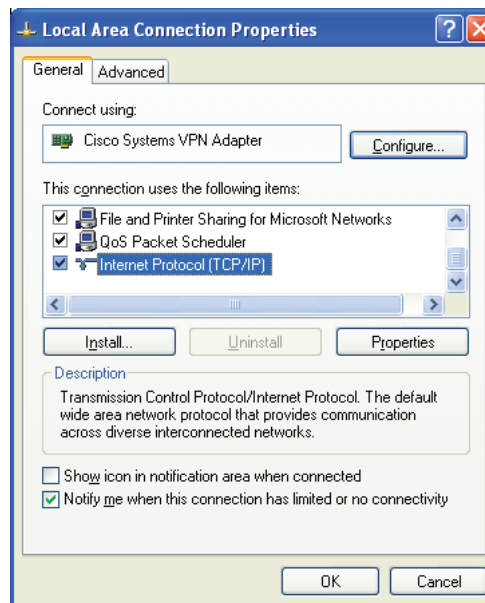 Local Area Connection Properties
General Advanced
Connect using:
Cisco Systems VPN Adapter Configure...
This connection uses the following items:
File and Printer Sharing for Microsoft Networks
QoS Packet Scheduler
Internet Protocol (TCP/IP)
Install... Uninstall Properties
Description
Transmission Control Protocol/Internet Protocol. The default
wide area network protocol that provides communication
across diverse interconnected networks.
Show icon in notification area when connected
Notify me when this connection has limited or no connectivity
OK Cancel